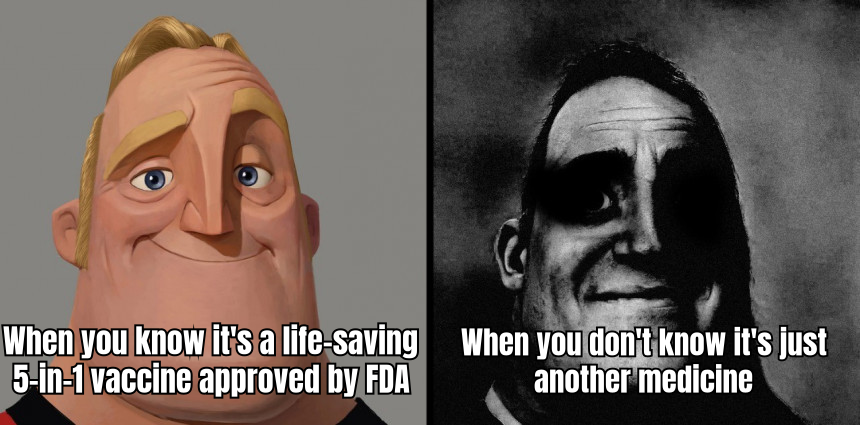 When you know it's a life-saving
5-in-1 vaccine approved by FDA
When you don't know it's just
another medicine